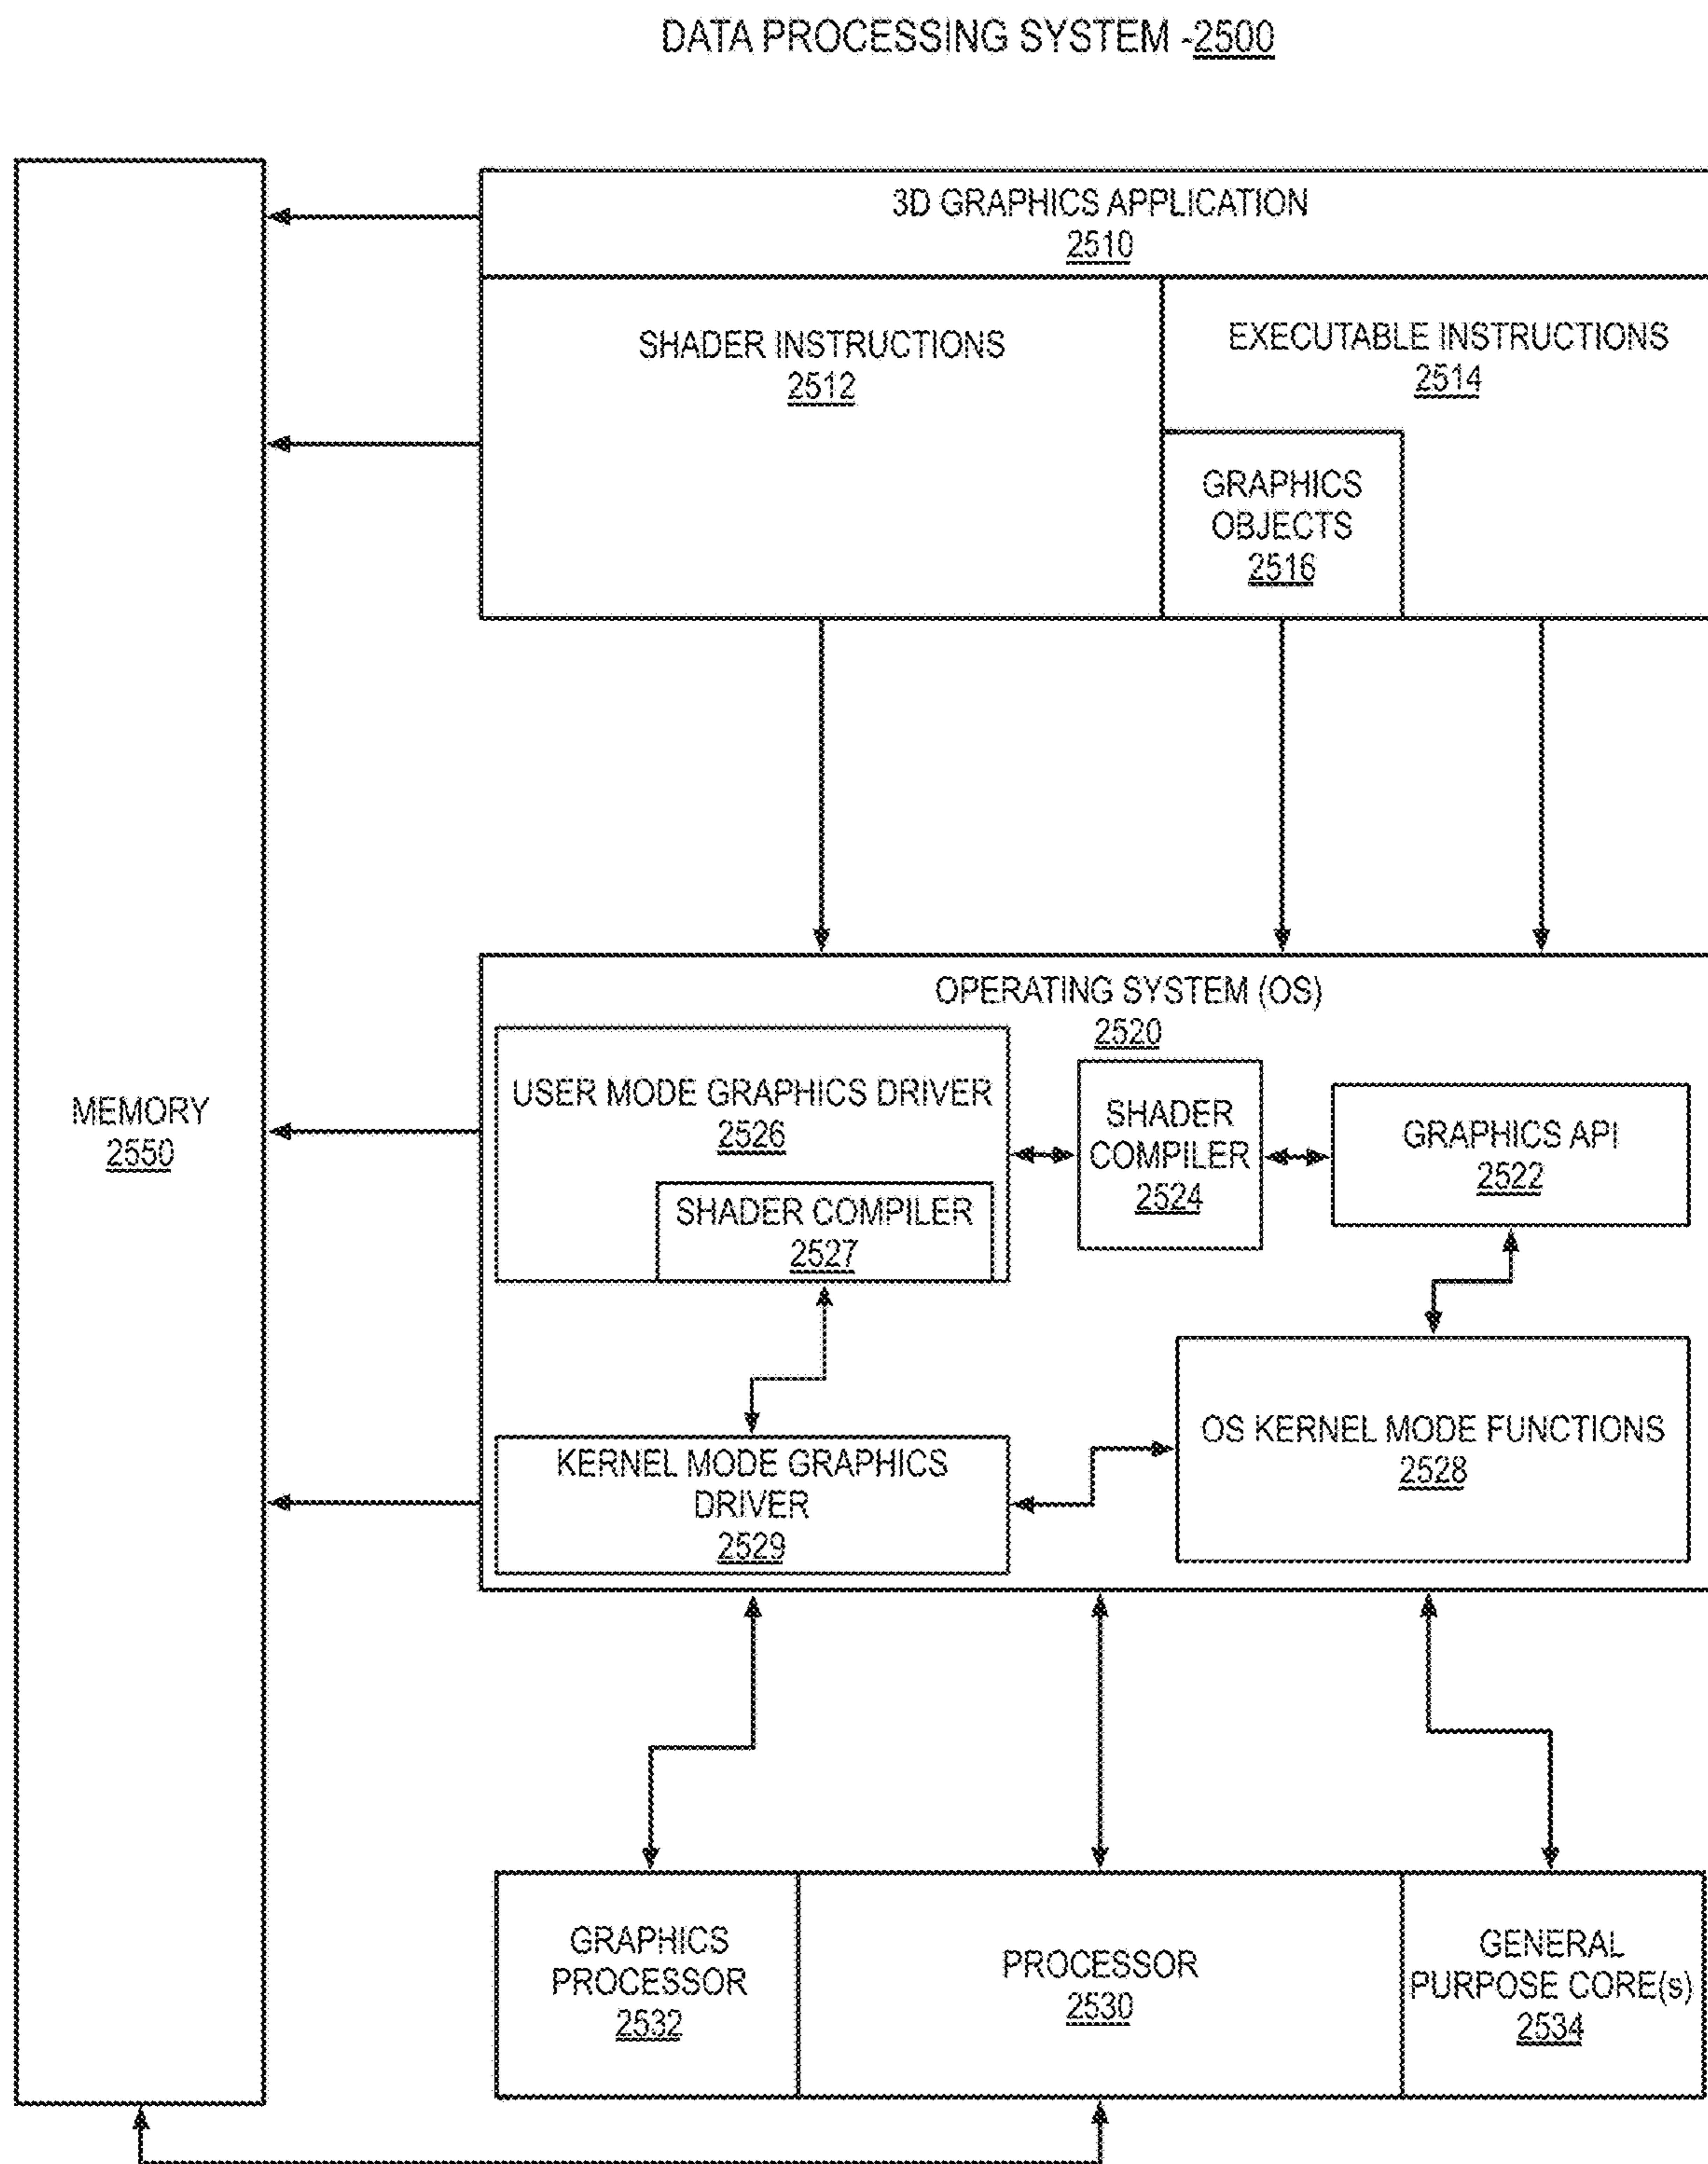 DATA PROCESSING SYSTEM -2500
3D GRAPHICS APPLICATION
2510
SHADER INSTRUCTIONS
2512
EXECUTABLE INSTRUCTIONS
2514
GRAPHICS
OBJECTS
2516
OPERATING SYSTEM (OS)
2520
USER MODE GRAPHICS DRIVER
2526
SHADER COMPILER
2527
SHADER
COMPILER
2524
GRAPHICS API
2522
MEMORY
2550
KERNEL MODE GRAPHICS
DRIVER
2529
OS KERNEL MODE FUNCTIONS
2528
GRAPHICS
PROCESSOR
2532
PROCESSOR
2530
GENERAL
PURPOSE CORE(s)
2534